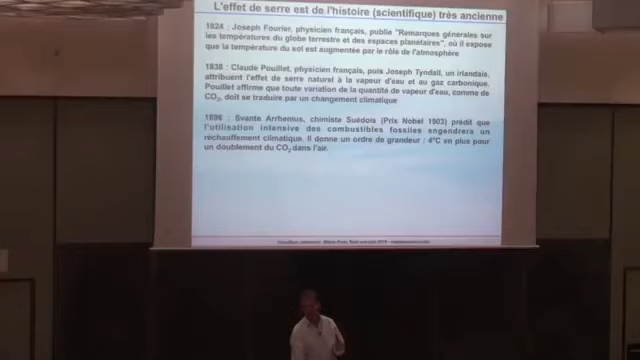 L'effet de serre est de l'histoire (scientifique) très ancienne
1824 : Joseph Fourier, physicien français, publie "Remarques générales sur
les températures du globe terrestre et des espaces planétaires", où il expose
que la température du sol est augmentée par le rôle de l'atmosphère
1838 : Claude Pouillet, physicien français, puis Joseph Tyndall, un irlandais,
attribuent l'effet de serre naturel à la vapeur d'eau et au gaz carbonique.
Pouillet affirme que toute variation de la quantité de vapeur d'eau, comme de
CO2, doit se traduire par un changement climatique
1896 : Svante Arrhenius, chimiste Suédois (Prix Nobel 1903) prédit que
l'utilisation intensive des combustibles fossiles engendrera un
réchauffement climatique. Il donne un ordre de grandeur : 4°C en plus pour
un doublement du CO2 dans l'air.